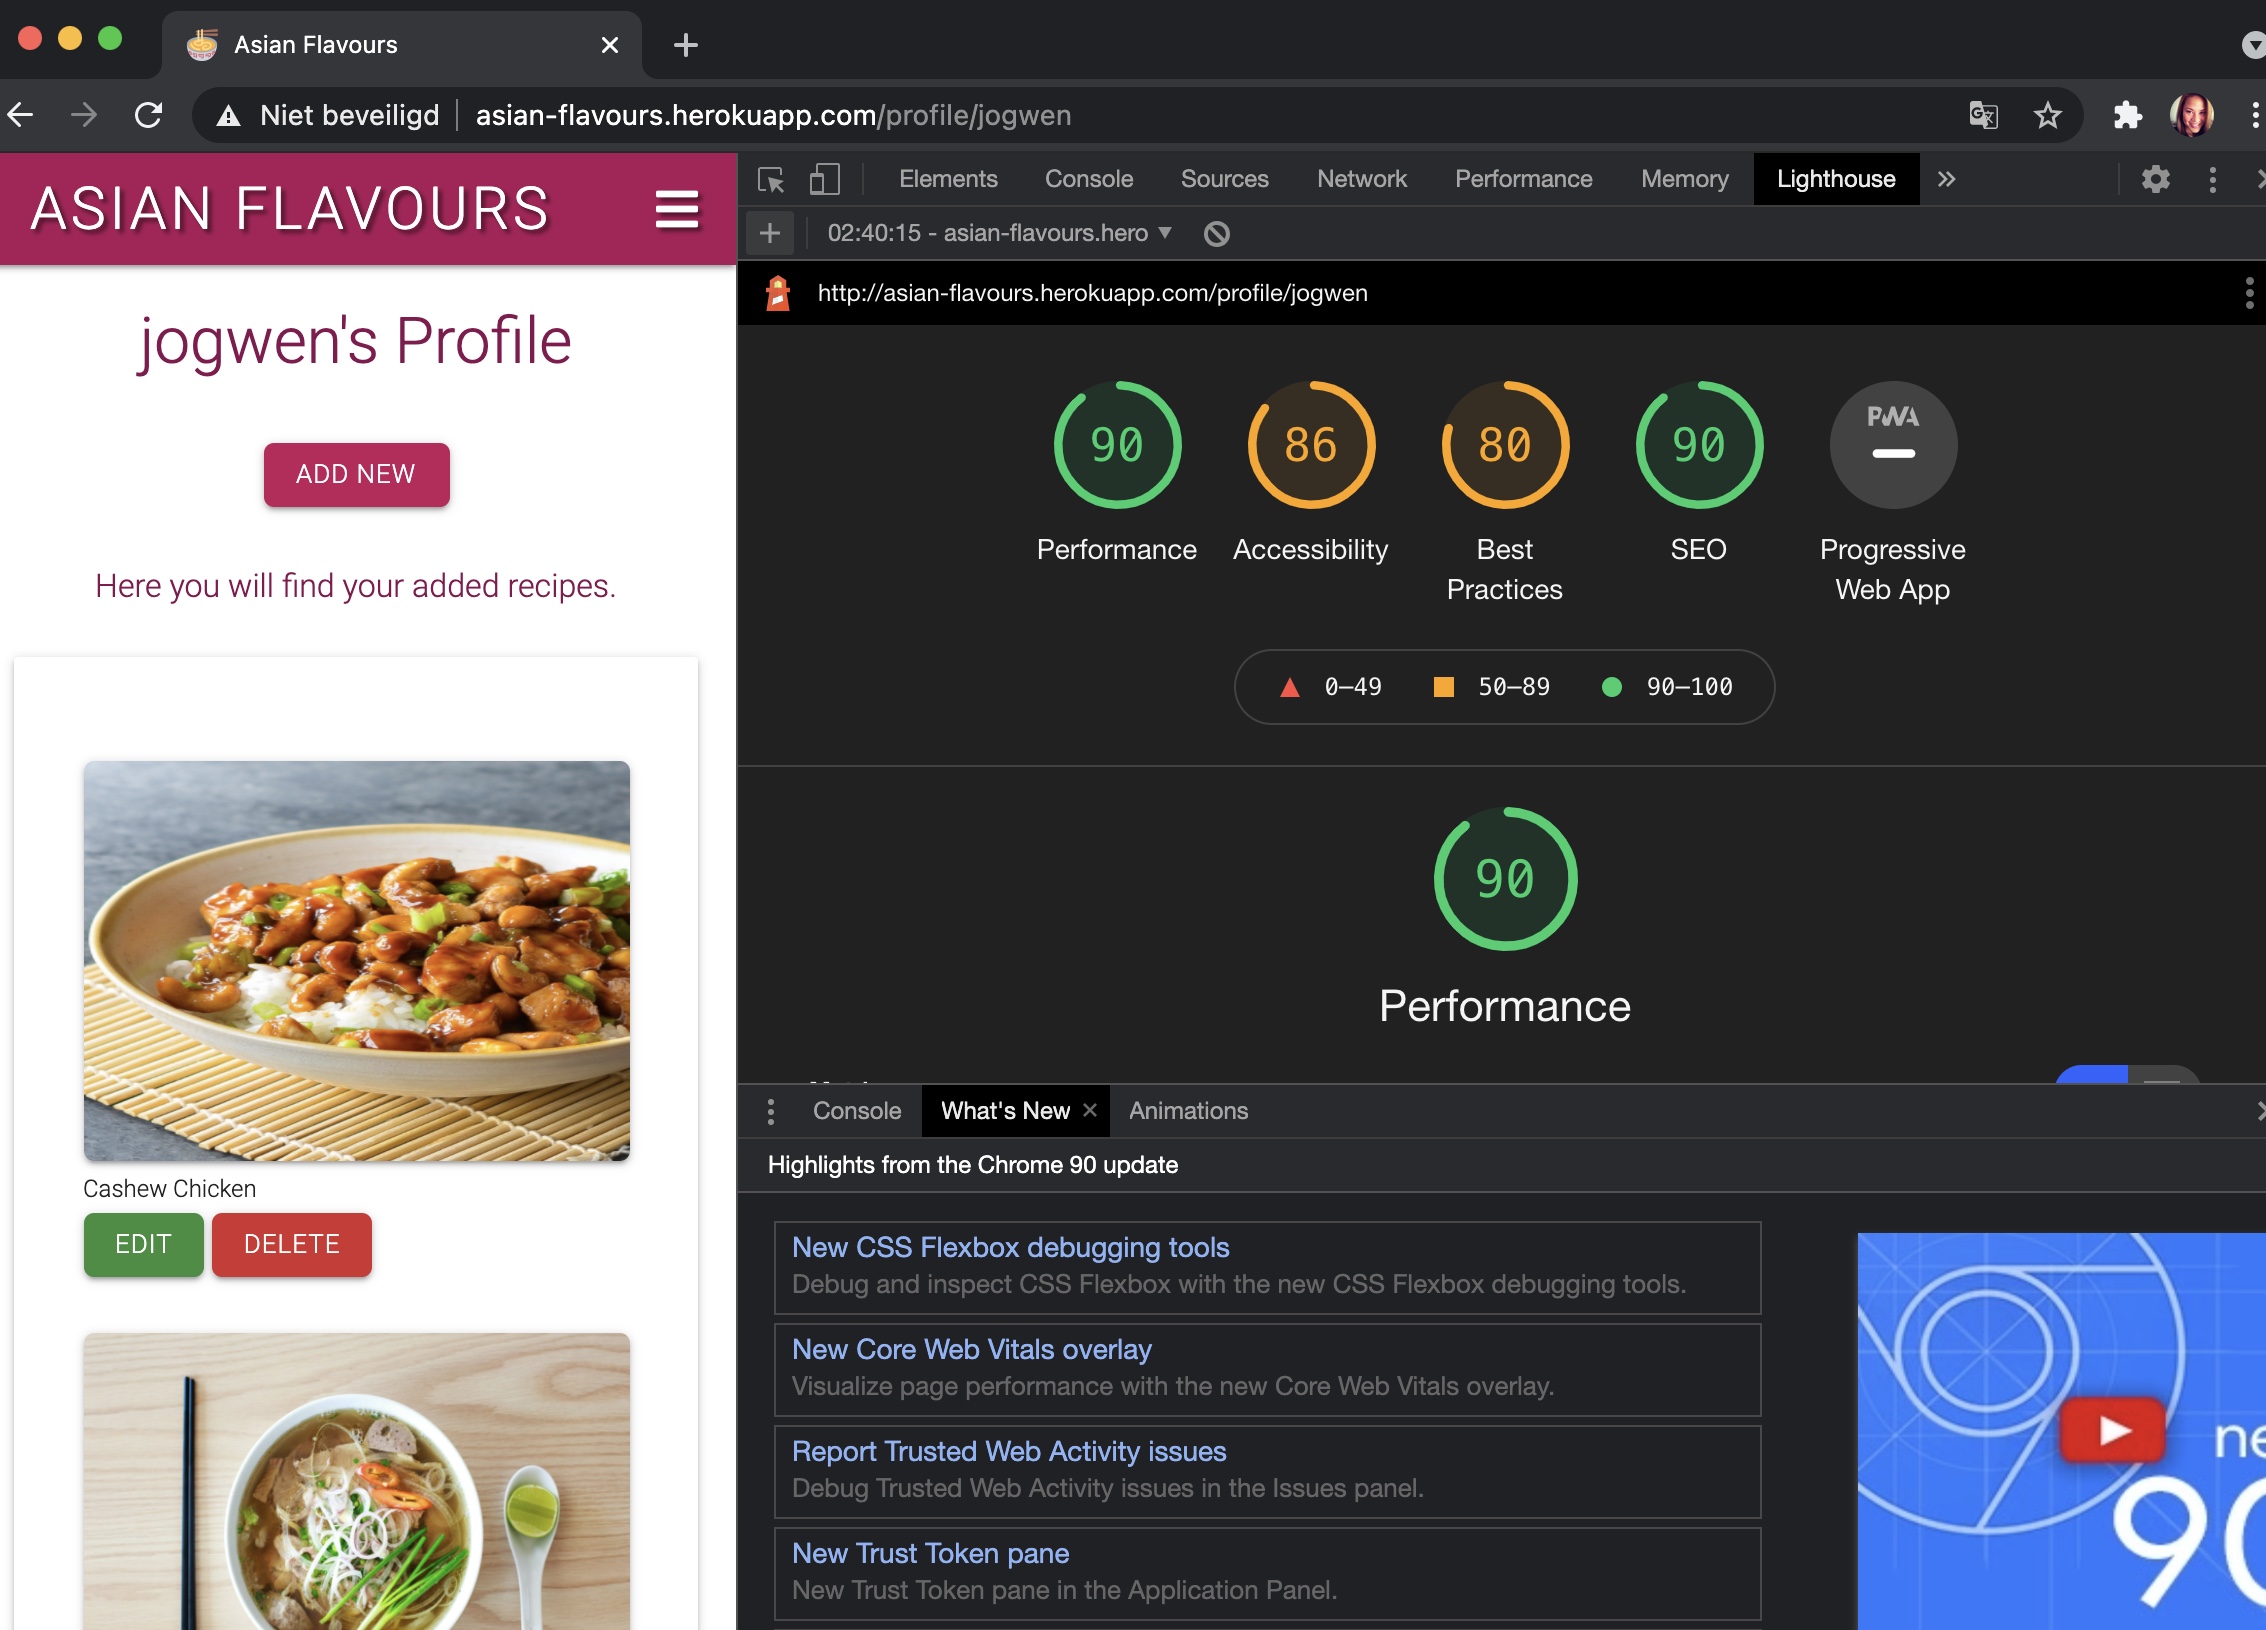 Asian Flavours
Niet beveiligd
asian-flavours.herokuapp.com/profile/jogwen
ASIAN FLAVOURS
jogwen's Profile
ADD NEW
Here you will find your added recipes.
Cashew Chicken
EDIT
DELETE
Elements
Console
Sources
Network
Performance
Memory
Lighthouse
02:40:15 - asian-flavours.hero
http://asian-flavours.herokuapp.com/profile/jogwen
90
86
80
90
PWA
Performance
Accessibility
Best
Practices
SEO
Progressive
Web App
0–49
50–89
90–100
90
Performance
Console
What's New
Animations
Highlights from the Chrome 90 update
New CSS Flexbox debugging tools
Debug and inspect CSS Flexbox with the new CSS Flexbox debugging tools.
New Core Web Vitals overlay
Visualize page performance with the new Core Web Vitals overlay.
Report Trusted Web Activity issues
Debug Trusted Web Activity issues in the Issues panel.
New Trust Token pane
New Trust Token pane in the Application Panel.
ne
90